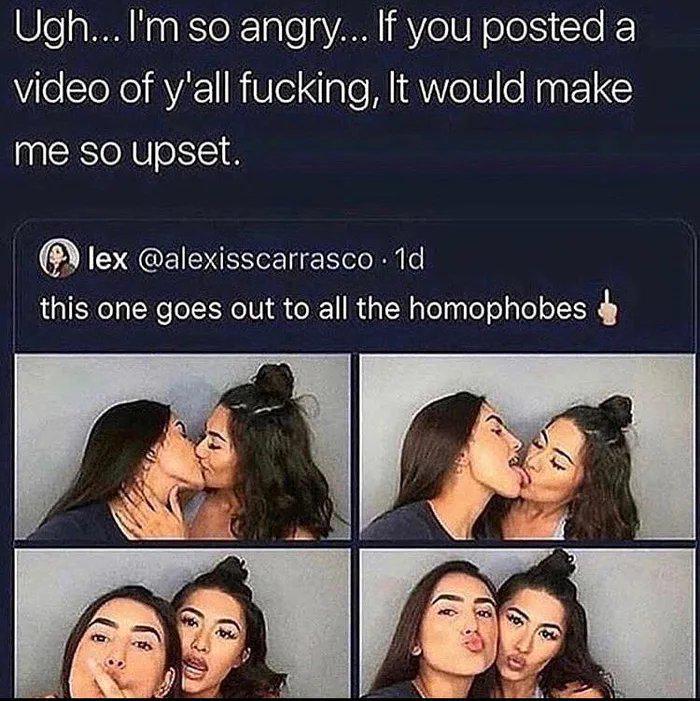 Ugh... I'm so angry... If you posted a
video of y'all fucking, It would make
me so upset.
lex @alexisscarrasco · 1d
this one goes out to all the homophobes🖕🏻